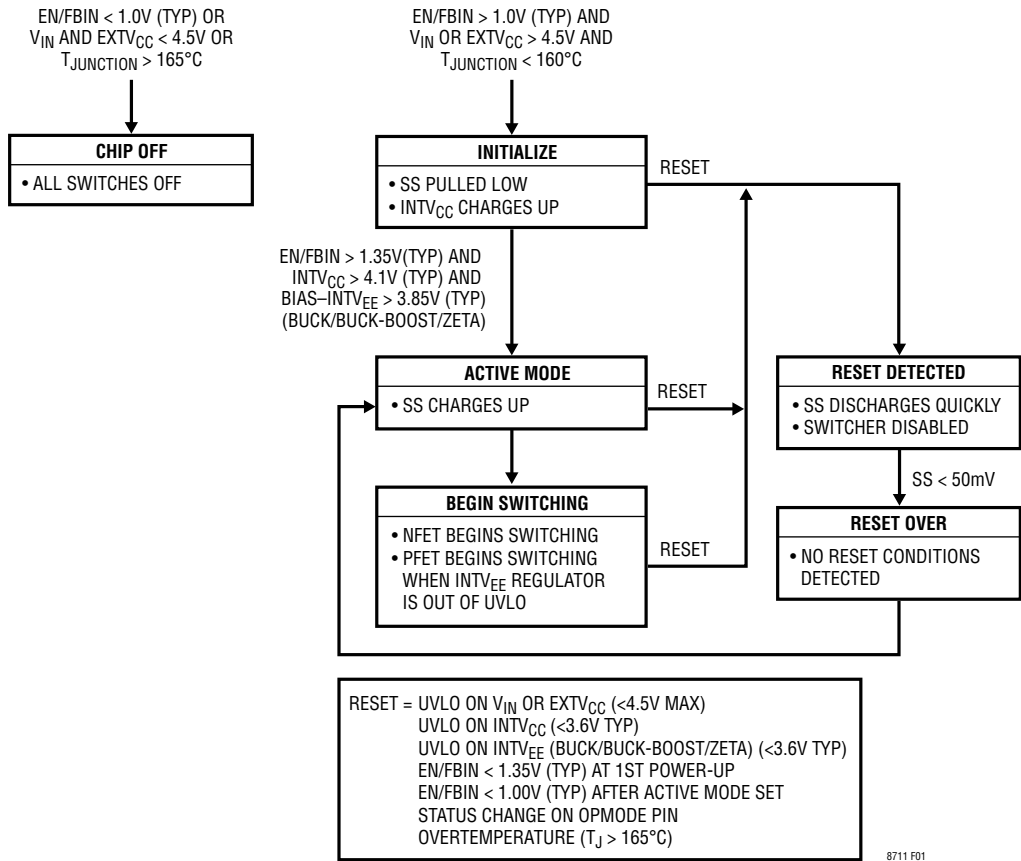 EN/FBIN < 1.0V (TYP) OR
VIN AND EXTVCC < 4.5V OR
TJUNCTION > 165°C
CHIP OFF
• ALL SWITCHES OFF
EN/FBIN > 1.0V (TYP) AND
VIN OR EXTVCC > 4.5V AND
TJUNCTION < 160°C
INITIALIZE
• SS PULLED LOW
• INTVCC CHARGES UP
RESET
EN/FBIN > 1.35V(TYP) AND
INTVCC > 4.1V (TYP) AND
BIAS–INTVEE > 3.85V (TYP)
(BUCK/BUCK-BOOST/ZETA)
ACTIVE MODE
• SS CHARGES UP
RESET
BEGIN SWITCHING
• NFET BEGINS SWITCHING
• PFET BEGINS SWITCHING
WHEN INTVEE REGULATOR
IS OUT OF UVLO
RESET
RESET DETECTED
• SS DISCHARGES QUICKLY
• SWITCHER DISABLED
SS < 50mV
RESET OVER
• NO RESET CONDITIONS
DETECTED
RESET = UVLO ON VIN OR EXTVCC (<4.5V MAX)
UVLO ON INTVCC (<3.6V TYP)
UVLO ON INTVEE (BUCK/BUCK-BOOST/ZETA) (<3.6V TYP)
EN/FBIN < 1.35V (TYP) AT 1ST POWER-UP
EN/FBIN < 1.00V (TYP) AFTER ACTIVE MODE SET
STATUS CHANGE ON OPMODE PIN
OVERTEMPERATURE (TJ > 165°C)
8711 F01